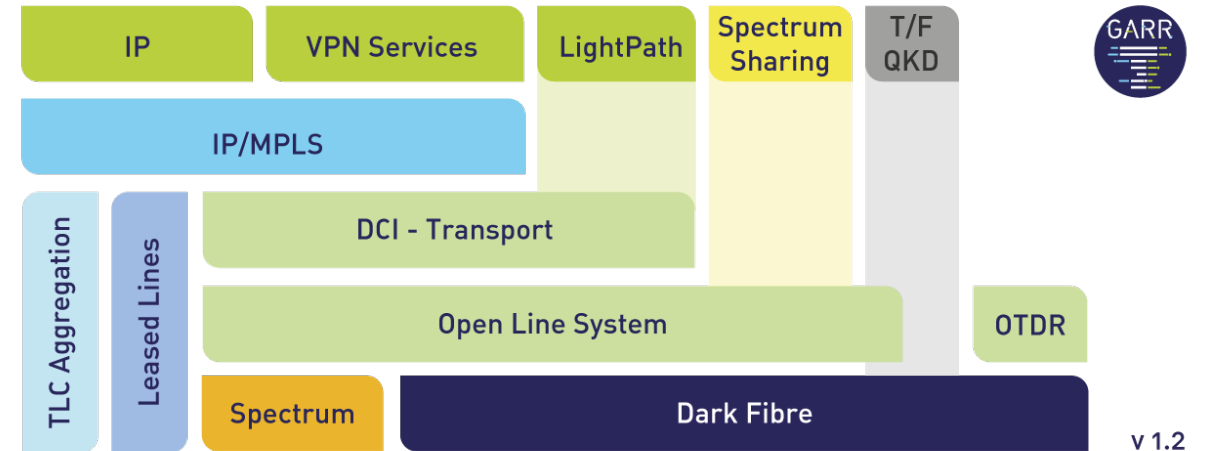 IP
VPN Services
LightPath
Spectrum
Sharing
T/F
QKD
GARR
IP/MPLS
TLC Aggregation
Leased Lines
DCI - Transport
Open Line System
OTDR
Spectrum
Dark Fibre
v 1.2